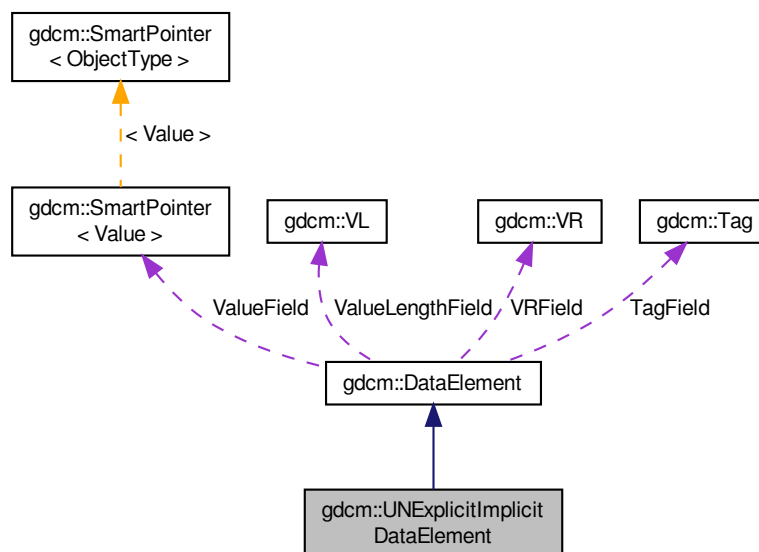 gdcm::SmartPointer
< ObjectType >
< Value >
gdcm::SmartPointer
< Value >
gdcm::VL
gdcm::VR
gdcm::Tag
ValueField
ValueLengthField
VRField
TagField
gdcm::DataElement
gdcm::UNExplicitImplicit
DataElement